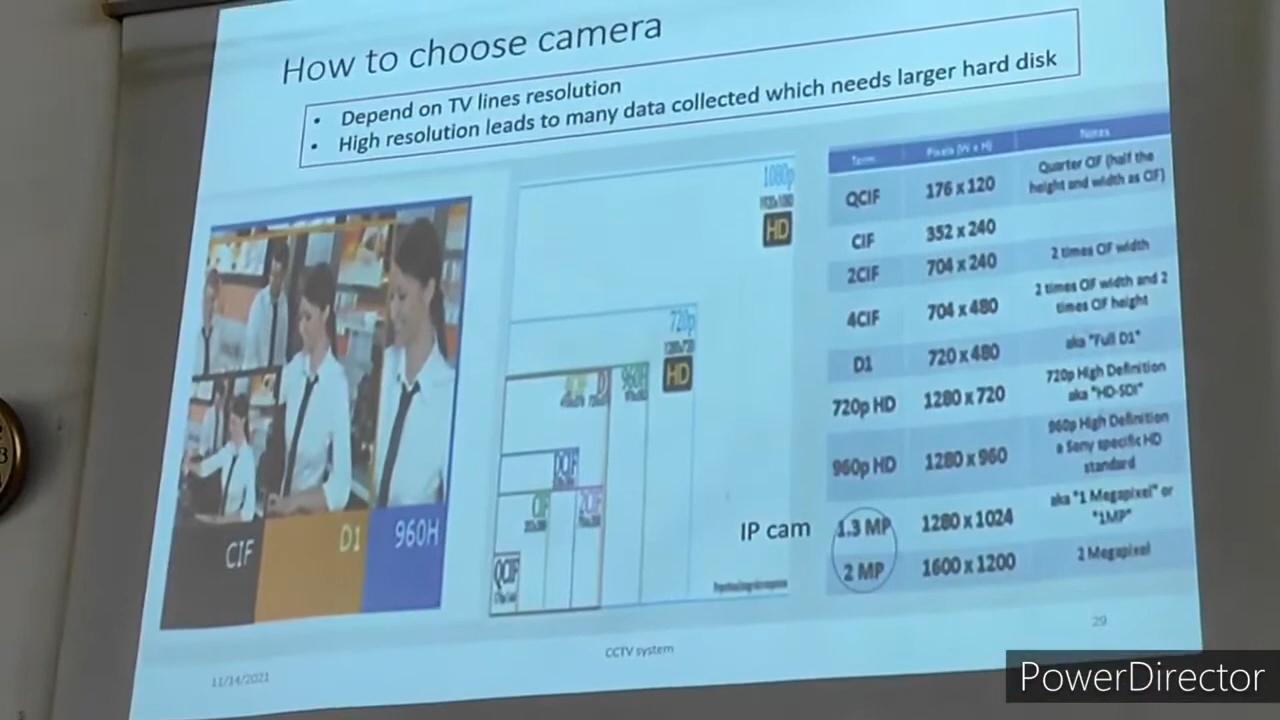 How to choose camera
• Depend on TV lines resolution
• High resolution leads to many data collected which needs larger hard disk
CIF
D1
960H
1080p
1920x1080
HD
720p
1280x720
HD
D1
960H
DCIF
CIF
2CIF
QCIF
IP cam
Term Pixels (W x H) Notes
QCIF 176 x 120 Quarter CIF (half the
height and width as CIF)
CIF 352 x 240
2CIF 704 x 240 2 times CIF width
4CIF 704 x 480 2 times CIF width and 2
times CIF height
D1 720 x 480 aka "Full D1"
720p HD 1280 x 720 720p High Definition
aka "HD-SDI"
960p HD 1280 x 960 960p High Definition
a Sony specific HD
standard
1.3 MP 1280 x 1024 aka "1 Megapixel" or
"1MP"
2 MP 1600 x 1200 2 Megapixel
11/14/2021
CCTV system
29
PowerDirector